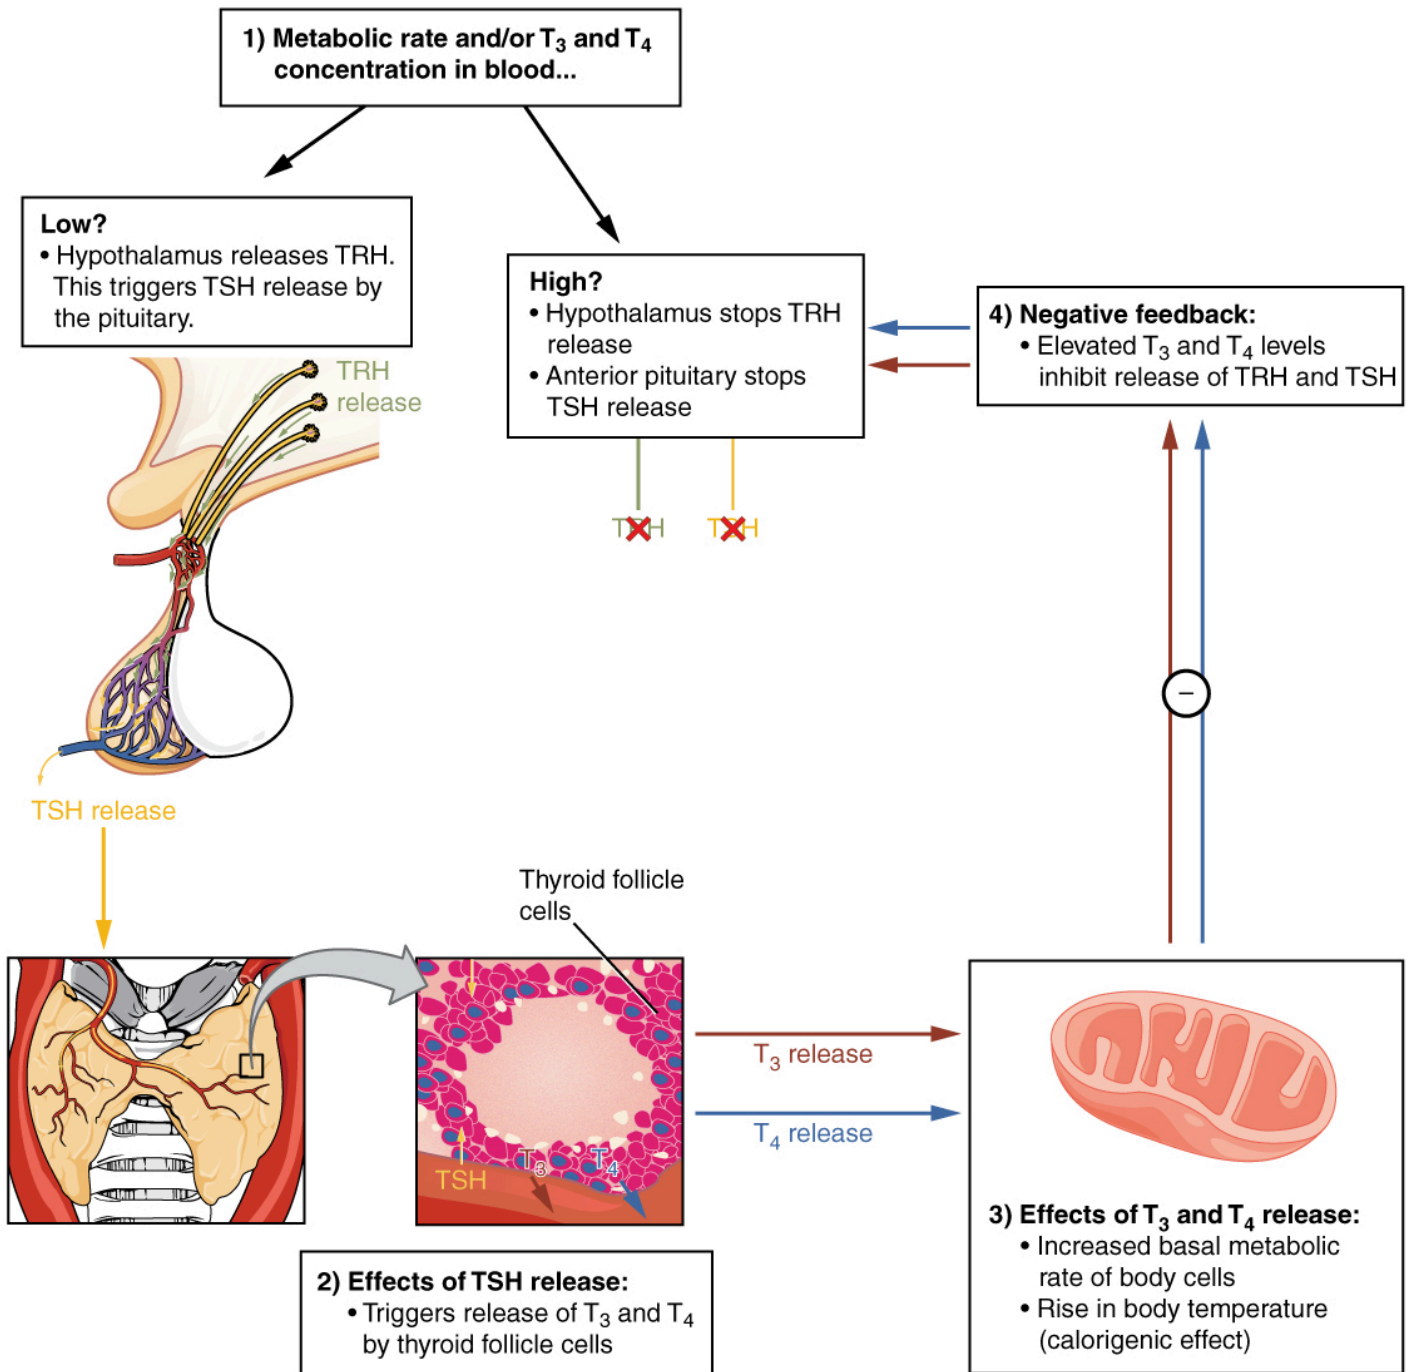 1) Metabolic rate and/or T₃ and T₄
concentration in blood...
Low?
• Hypothalamus releases TRH.
This triggers TSH release by
the pituitary.
High?
• Hypothalamus stops TRH
release
• Anterior pituitary stops
TSH release
4) Negative feedback:
• Elevated T₃ and T₄ levels
inhibit release of TRH and TSH
TRH
release
TRH
TSH
–
TSH release
Thyroid follicle
cells
T₃ release
T₄ release
T₃
T₄
TSH
3) Effects of T₃ and T₄ release:
• Increased basal metabolic
rate of body cells
• Rise in body temperature
(calorigenic effect)
2) Effects of TSH release:
• Triggers release of T₃ and T₄
by thyroid follicle cells